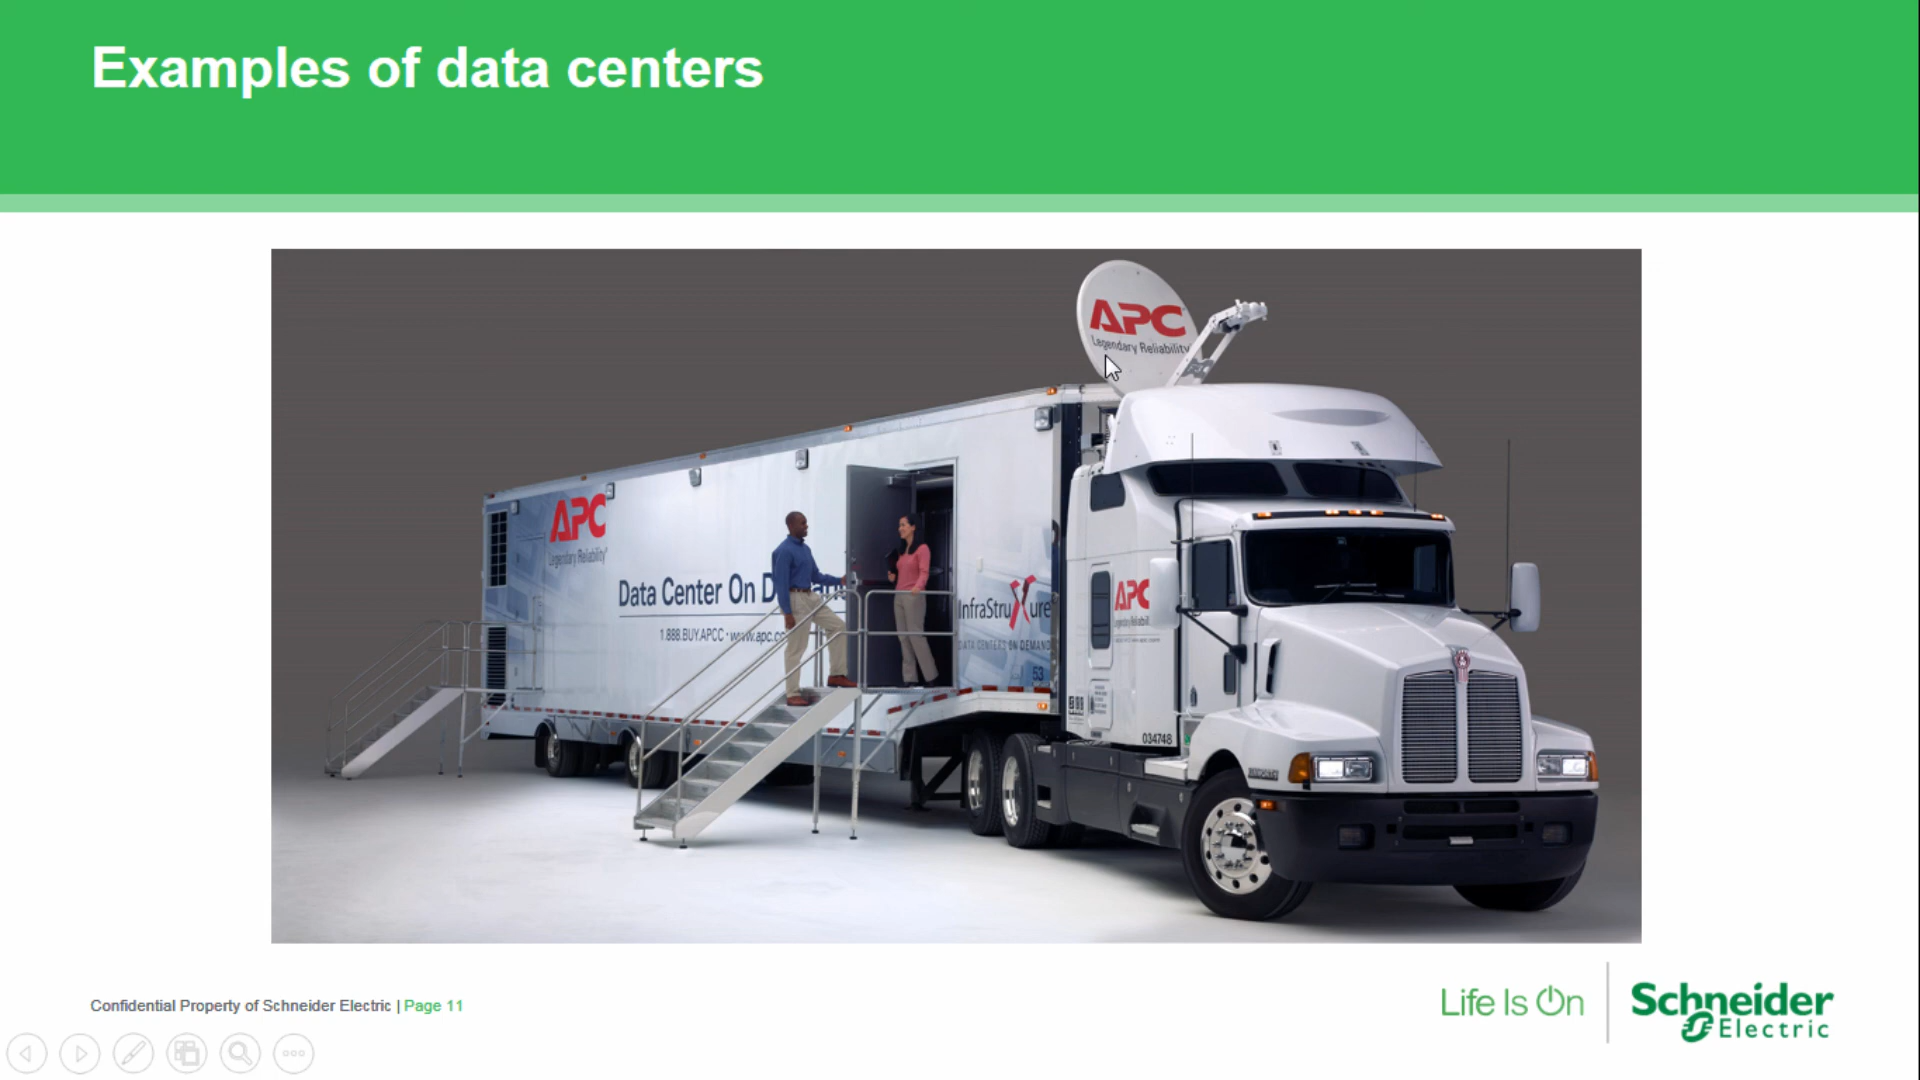 Examples of data centers
APC
Legendary Reliability
APC
Legendary Reliability®
Data Center On D
1.888.BUY.APCC · www.apc.cc
InfraStruXure
DATA CENTERS ON DEMAND
53
APC
034748
Confidential Property of Schneider Electric | Page 11
Life Is On
Schneider
Electric